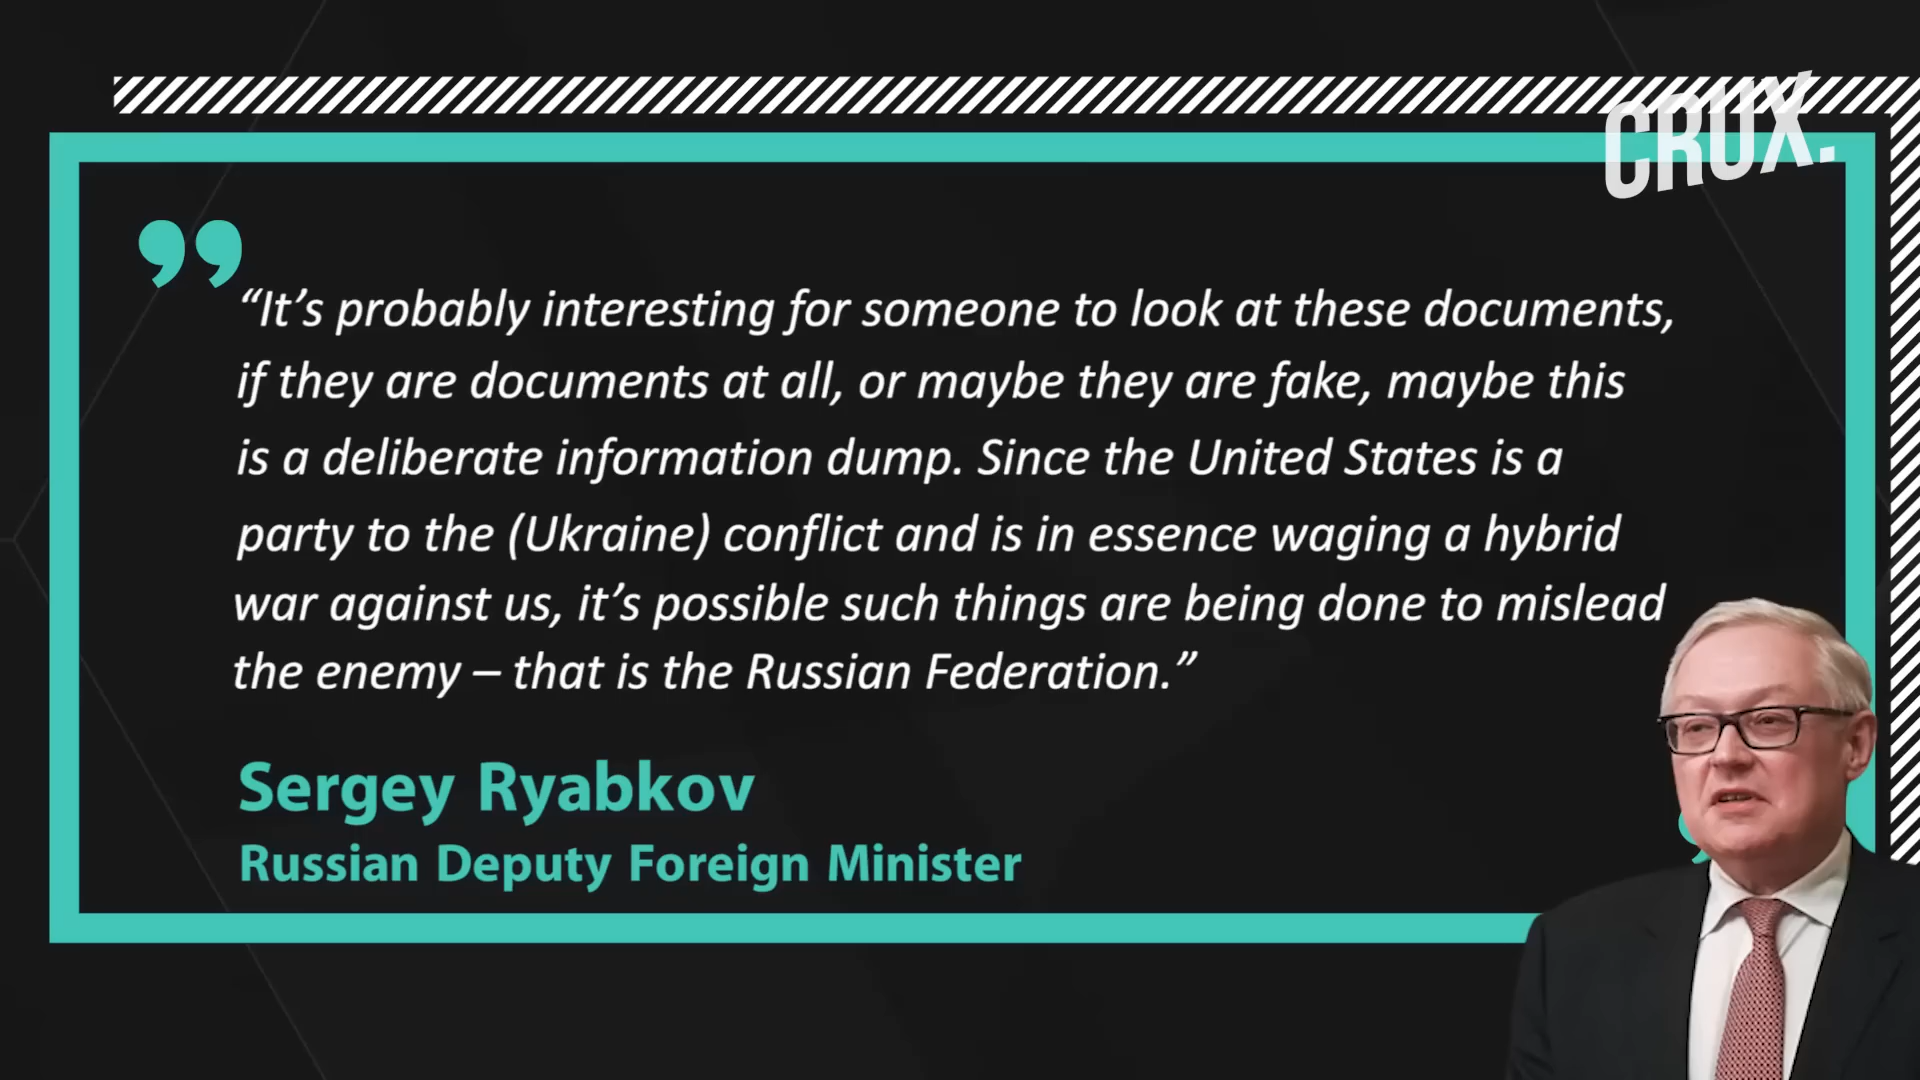 CRUX.
“It’s probably interesting for someone to look at these documents,
if they are documents at all, or maybe they are fake, maybe this
is a deliberate information dump. Since the United States is a
party to the (Ukraine) conflict and is in essence waging a hybrid
war against us, it’s possible such things are being done to mislead
the enemy – that is the Russian Federation.”
Sergey Ryabkov
Russian Deputy Foreign Minister